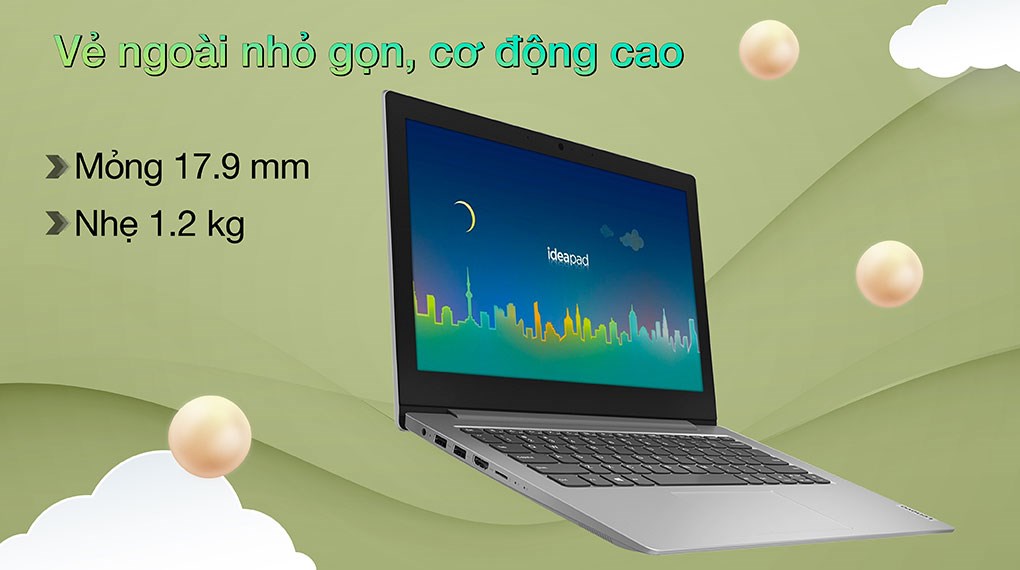 Vẻ ngoài nhỏ gọn, cơ động cao
Mỏng 17.9 mm
Nhẹ 1.2 kg
ideapad